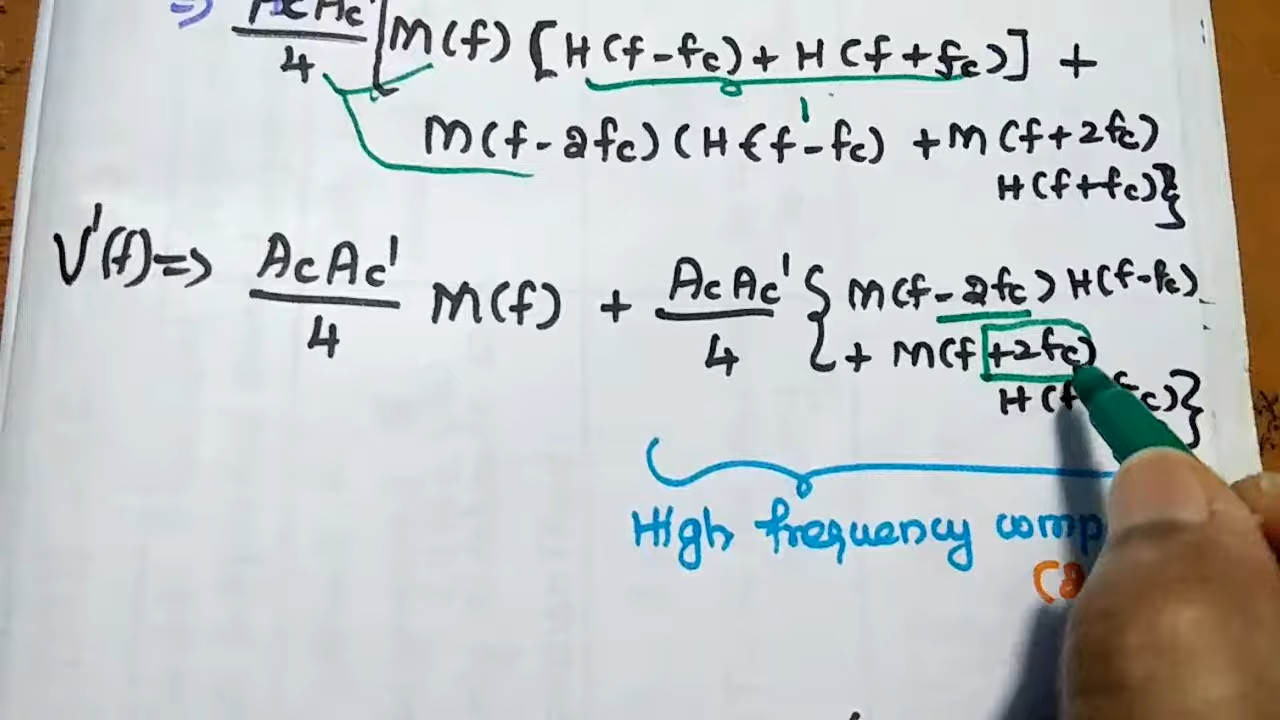 ⇒ AcAc' / 4 [M(f) [H(f-fc) + H(f+fc)] +
M(f-2fc)(H(f-fc) + M(f+2fc)
H(f+fc)}
V'(f) ⇒ AcAc' / 4 M(f) + AcAc' / 4 { M(f-2fc) H(f-fc)
+ M(f+2fc)
H(f fc)}
1
High frequency comp